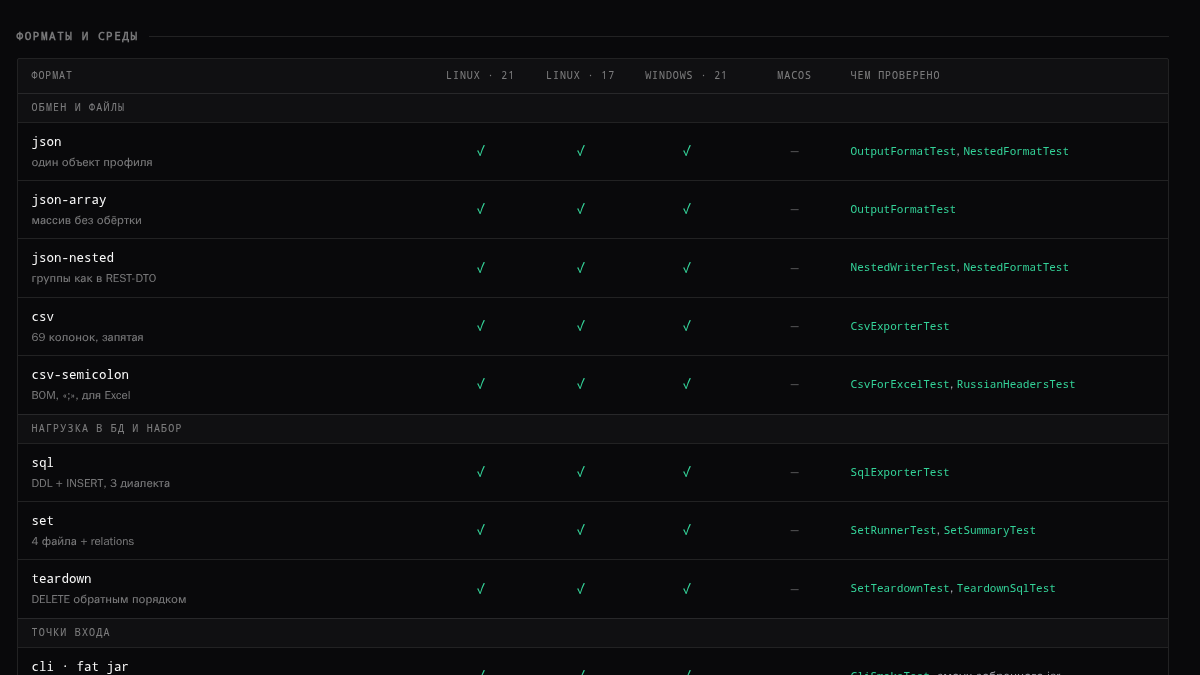 ФОРМАТЫ И СРЕДЫ
ФОРМАТ LINUX · 21 LINUX · 17 WINDOWS · 21 MACOS ЧЕМ ПРОВЕРЕНО
ОБМЕН И ФАЙЛЫ
json
один объект профиля
√ √ √ — OutputFormatTest, NestedFormatTest
json-array
массив без обёртки
√ √ √ — OutputFormatTest
json-nested
группы как в REST-DTO
√ √ √ — NestedWriterTest, NestedFormatTest
csv
69 колонок, запятая
√ √ √ — CsvExporterTest
csv-semicolon
BOM, «;», для Excel
√ √ √ — CsvForExcelTest, RussianHeadersTest
НАГРУЗКА В БД И НАБОР
sql
DDL + INSERT, 3 диалекта
√ √ √ — SqlExporterTest
set
4 файла + relations
√ √ √ — SetRunnerTest, SetSummaryTest
teardown
DELETE обратным порядком
√ √ √ — SetTeardownTest, TeardownSqlTest
ТОЧКИ ВХОДА
cli · fat jar